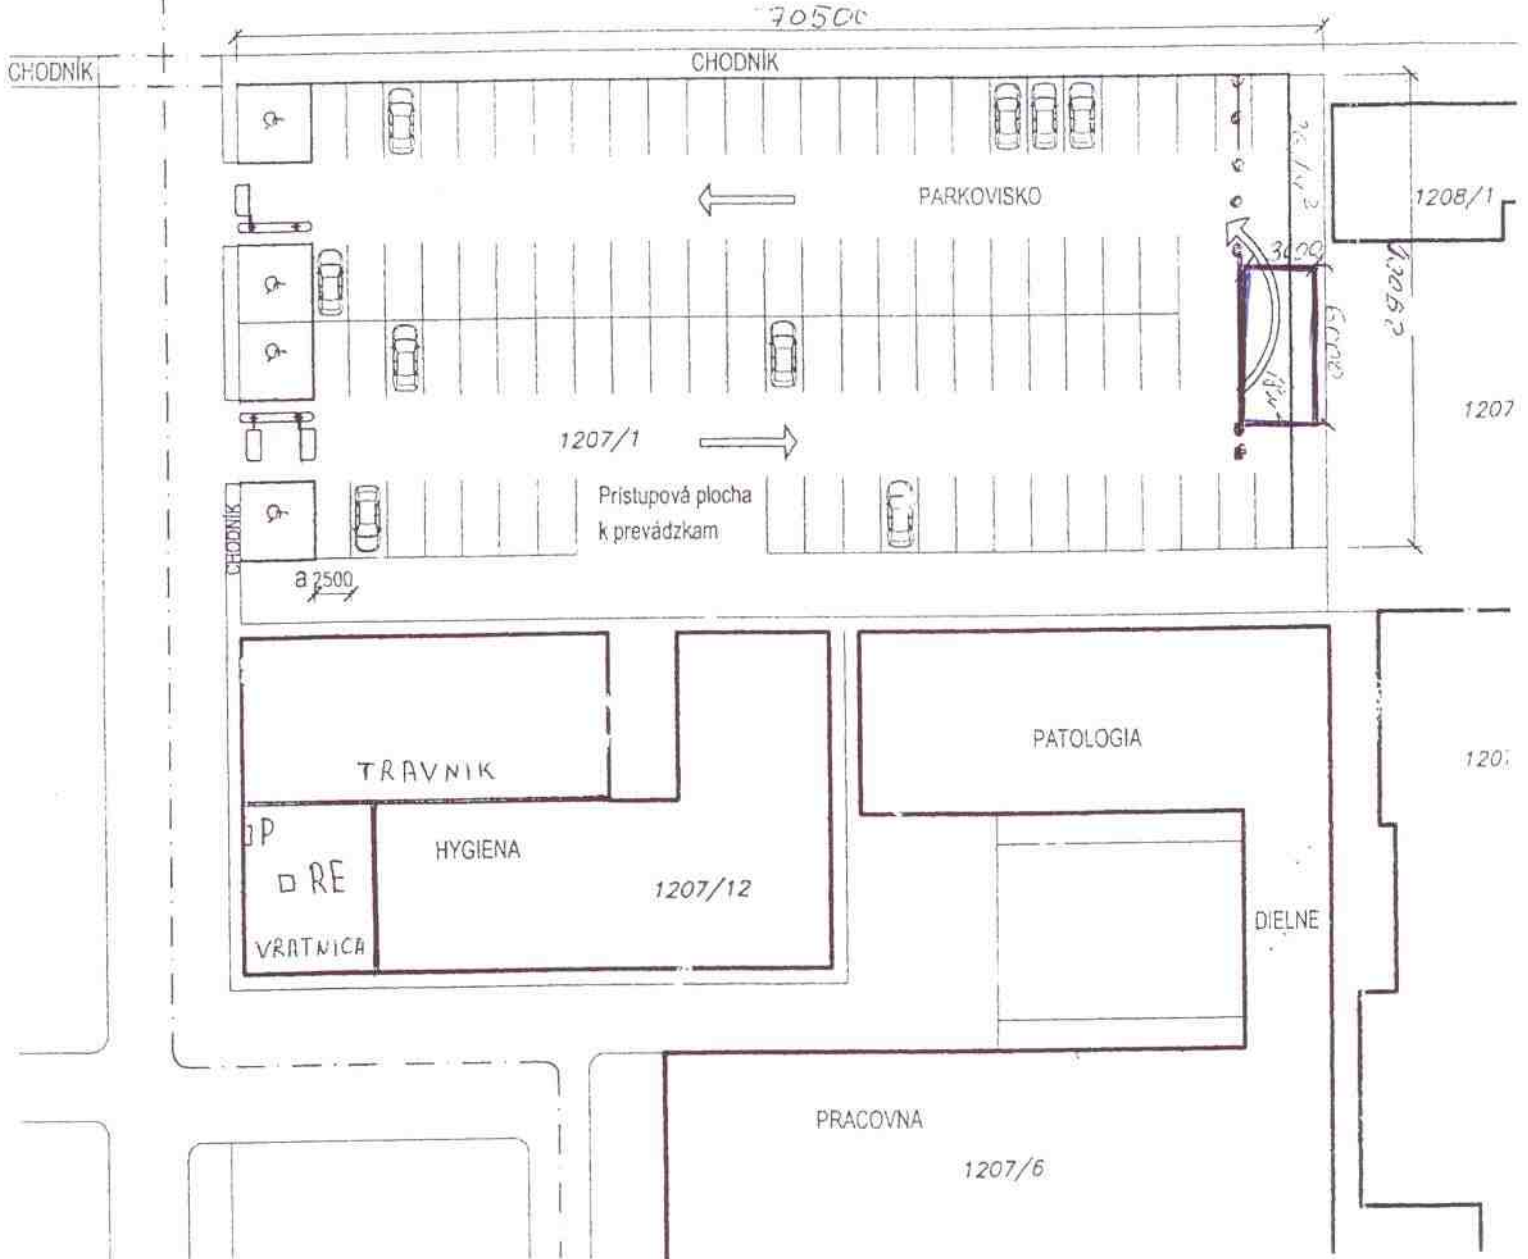 70500
CHODNÍK
CHODNÍK
PARKOVISKO
1208/1
3000
6000
1207/1
1207
Prístupová plocha
k prevádzkam
CHODNÍK
a 2500
PATOLOGIA
TRAVNIK
P
HYGIENA
RE
1207/12
VRATNICA
DIELNE
PRACOVNA
1207/6